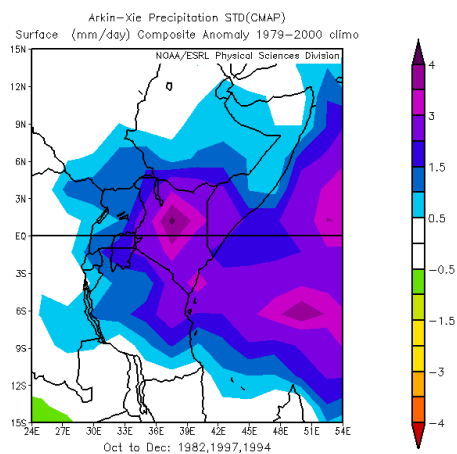 Arkin-Xie Precipitation STD(CMAP)
Surface (mm/day) Composite Anomaly 1979-2000 climo
NOAA/ESRL Physical Sciences Division
15N
12N
9N
6N
3N
EQ
3S
6S
9S
12S
15S
24E 27E 30E 33E 36E 39E 42E 45E 48E 51E 54E
Oct to Dec: 1982,1997,1994
4
3
1.5
0.5
-0.5
-1.5
-2
-3
-4